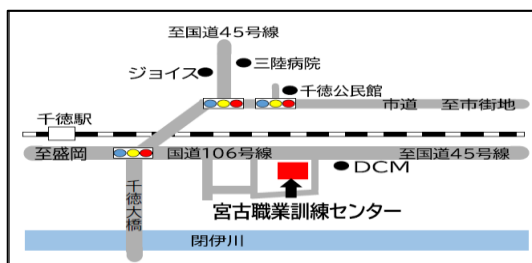 至国道45号線
三陸病院
ジョイス
千徳公民館
市道 至市街地
千徳駅
至盛岡 国道106号線 至国道45号線
DCM
千徳大橋
宮古職業訓練センター
閉伊川